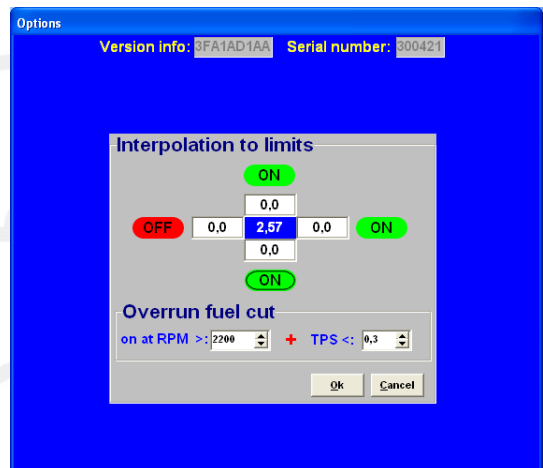 Options
Version info: 3FA1AD1AA Serial number: 300421
Interpolation to limits
ON
0,0
OFF 0,0 2,57 0,0 ON
0,0
ON
Overrun fuel cut
on at RPM >: 2200 + TPS <: 0,3
Ok Cancel